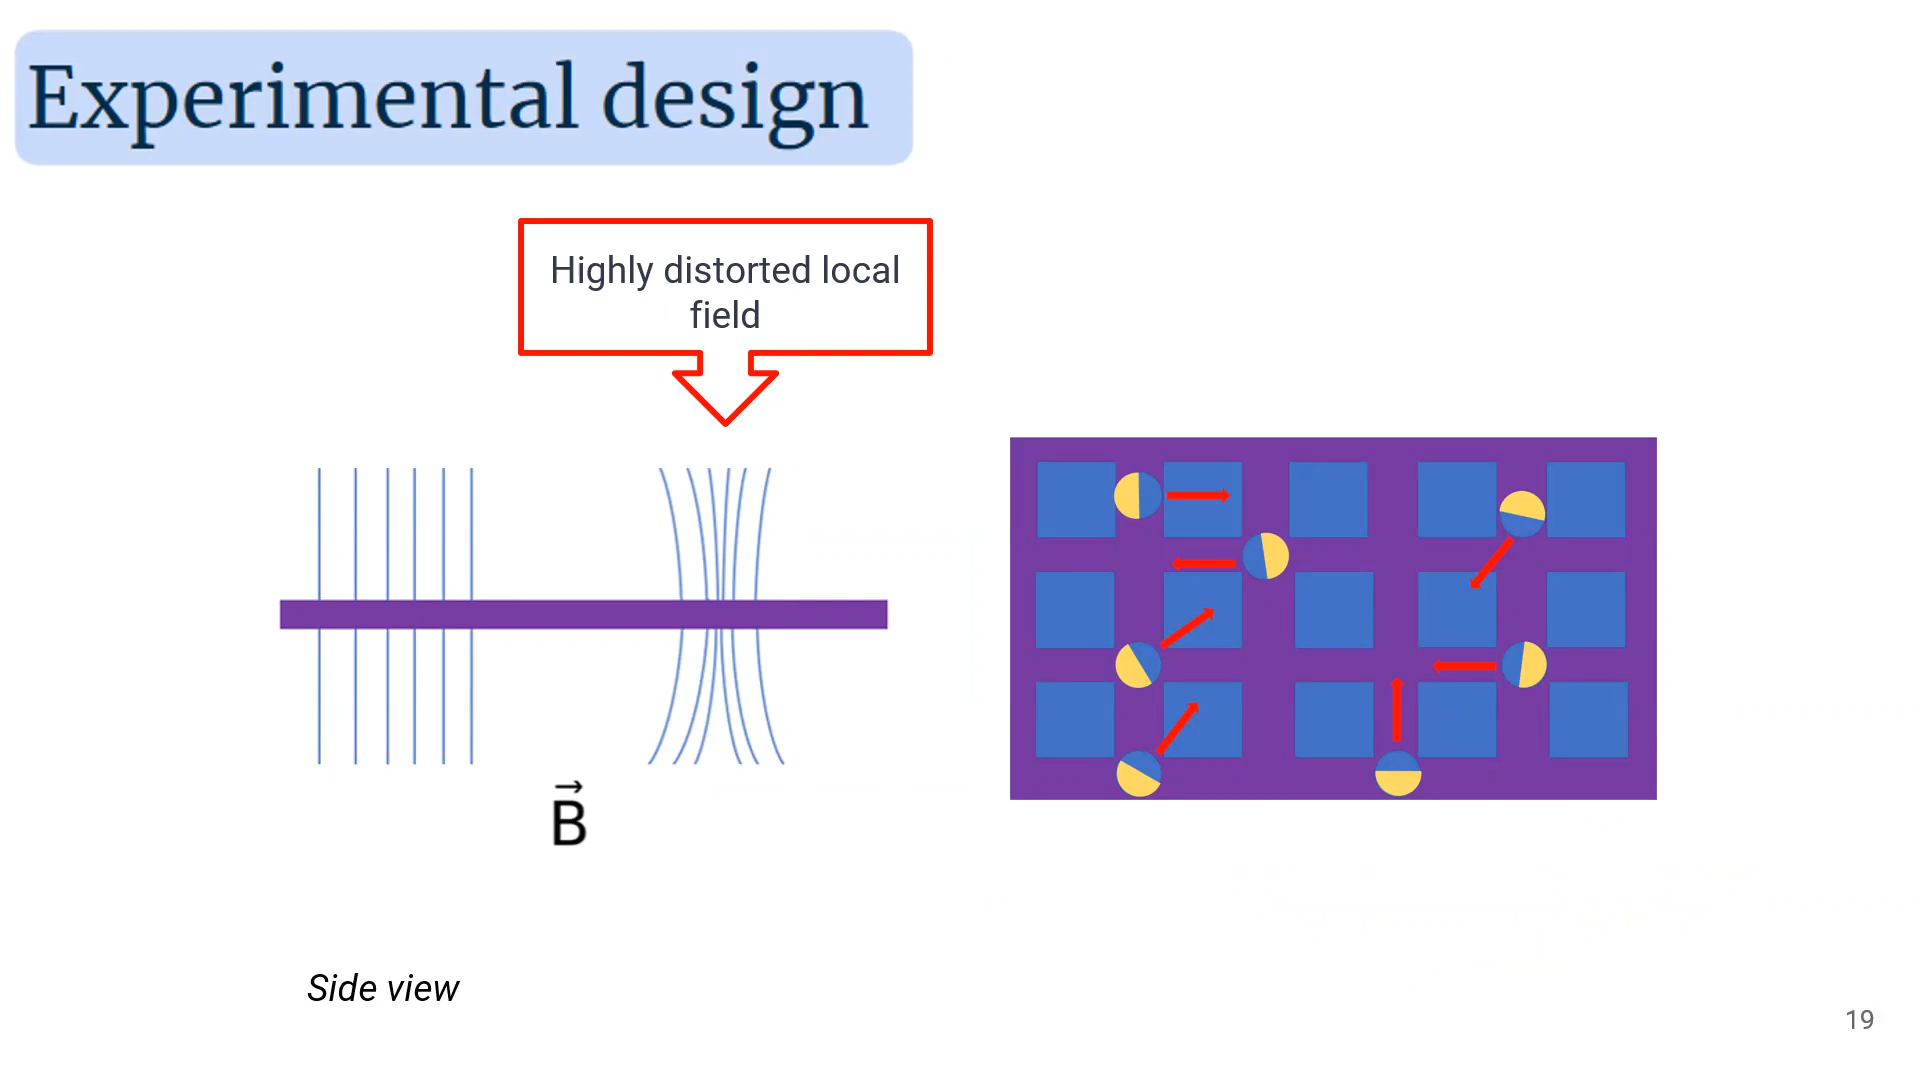 Experimental design
Highly distorted local
field
B⃗
Side view
19